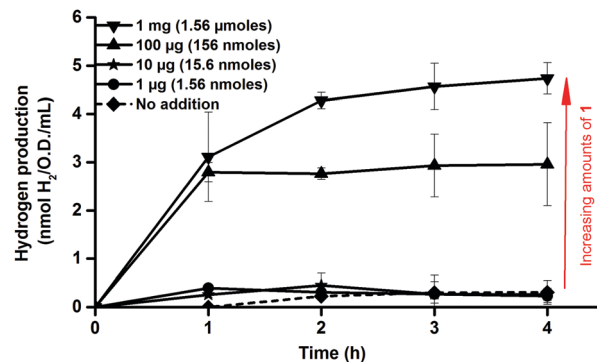 Hydrogen production
(nmol H₂/O.D./mL)
6
5
4
3
2
1
0
1 mg (1.56 µmoles)
100 µg (156 nmoles)
10 µg (15.6 nmoles)
1 µg (1.56 nmoles)
No addition
Increasing amounts of 1
0
1
2
3
4
Time (h)